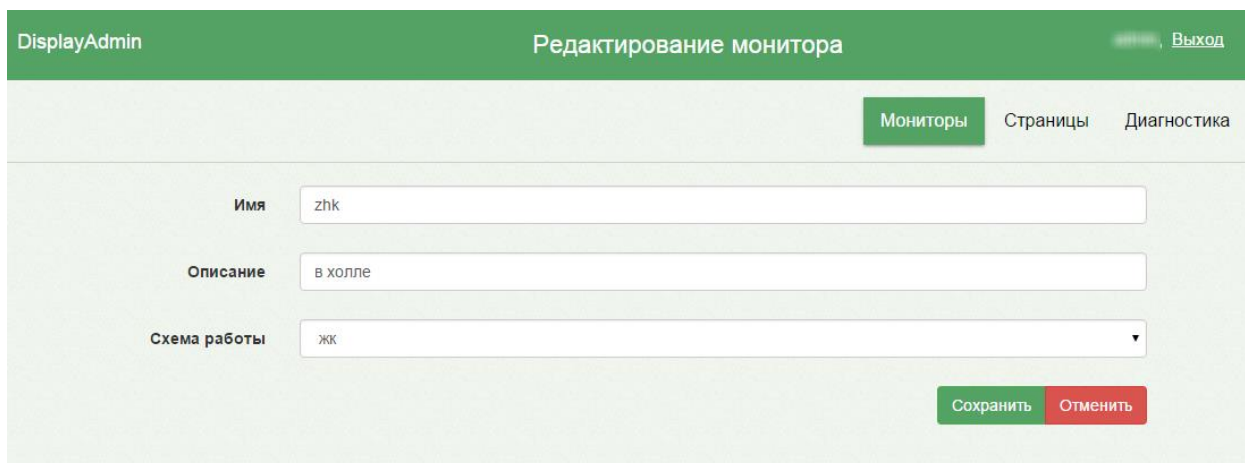 DisplayAdmin
Редактирование монитора
, Выход
Мониторы
Страницы
Диагностика
Имя
zhk
Описание
в холле
Схема работы
жк
Сохранить
Отменить